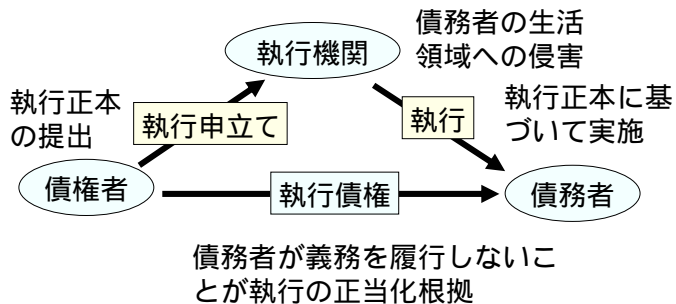 執行機関
債務者の生活
領域への侵害
執行正本
の提出
執行申立て
執行
執行正本に基
づいて実施
債権者
執行債権
債務者
債務者が義務を履行しないこ
とが執行の正当化根拠